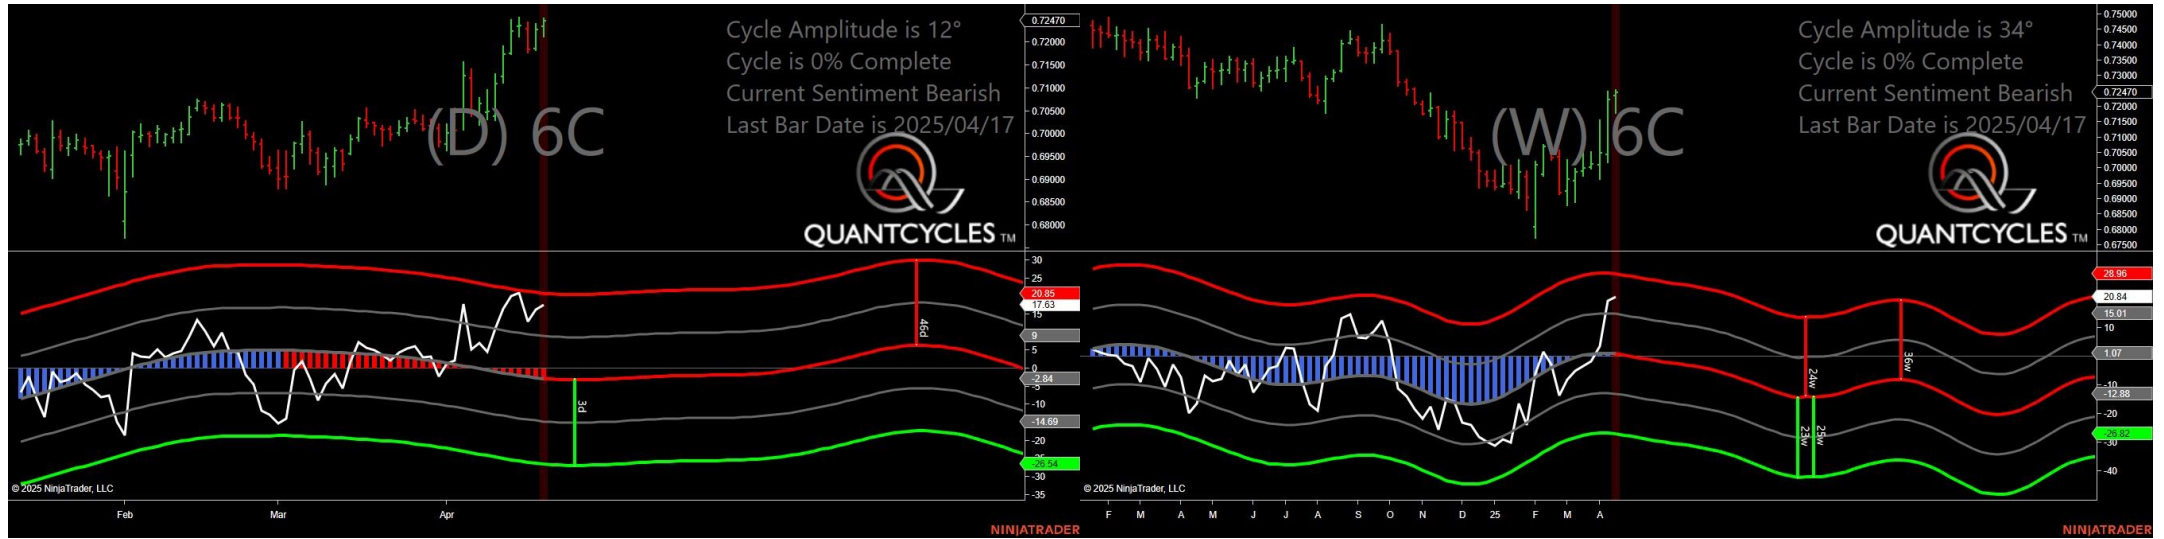 Cycle Amplitude is 12°
Cycle is 0% Complete
Current Sentiment Bearish
Last Bar Date is 2025/04/17
(D) 6C
QUANTCYCLES TM
0.72470
0.72000
0.71500
0.71000
0.70500
0.70000
0.69500
0.69000
0.68500
0.68000
30
25
20.85
17.63
15
9
5
0
-2.84
-5
-10
-14.69
-20
-26.54
-30
-35
46d
3d
© 2025 NinjaTrader, LLC
Feb Mar Apr
NINJATRADER
Cycle Amplitude is 34°
Cycle is 0% Complete
Current Sentiment Bearish
Last Bar Date is 2025/04/17
(W) 6C
QUANTCYCLES TM
0.75000
0.74500
0.74000
0.73500
0.73000
0.72470
0.72000
0.71500
0.71000
0.70500
0.70000
0.69500
0.69000
0.68500
0.68000
0.67500
28.96
20.84
15.01
10
1.07
-10
-12.88
-20
-26.82
-30
-40
24w
36w
23w
25w
© 2025 NinjaTrader, LLC
F M A M J J A S O N D 25 F M A
NINJATRADER